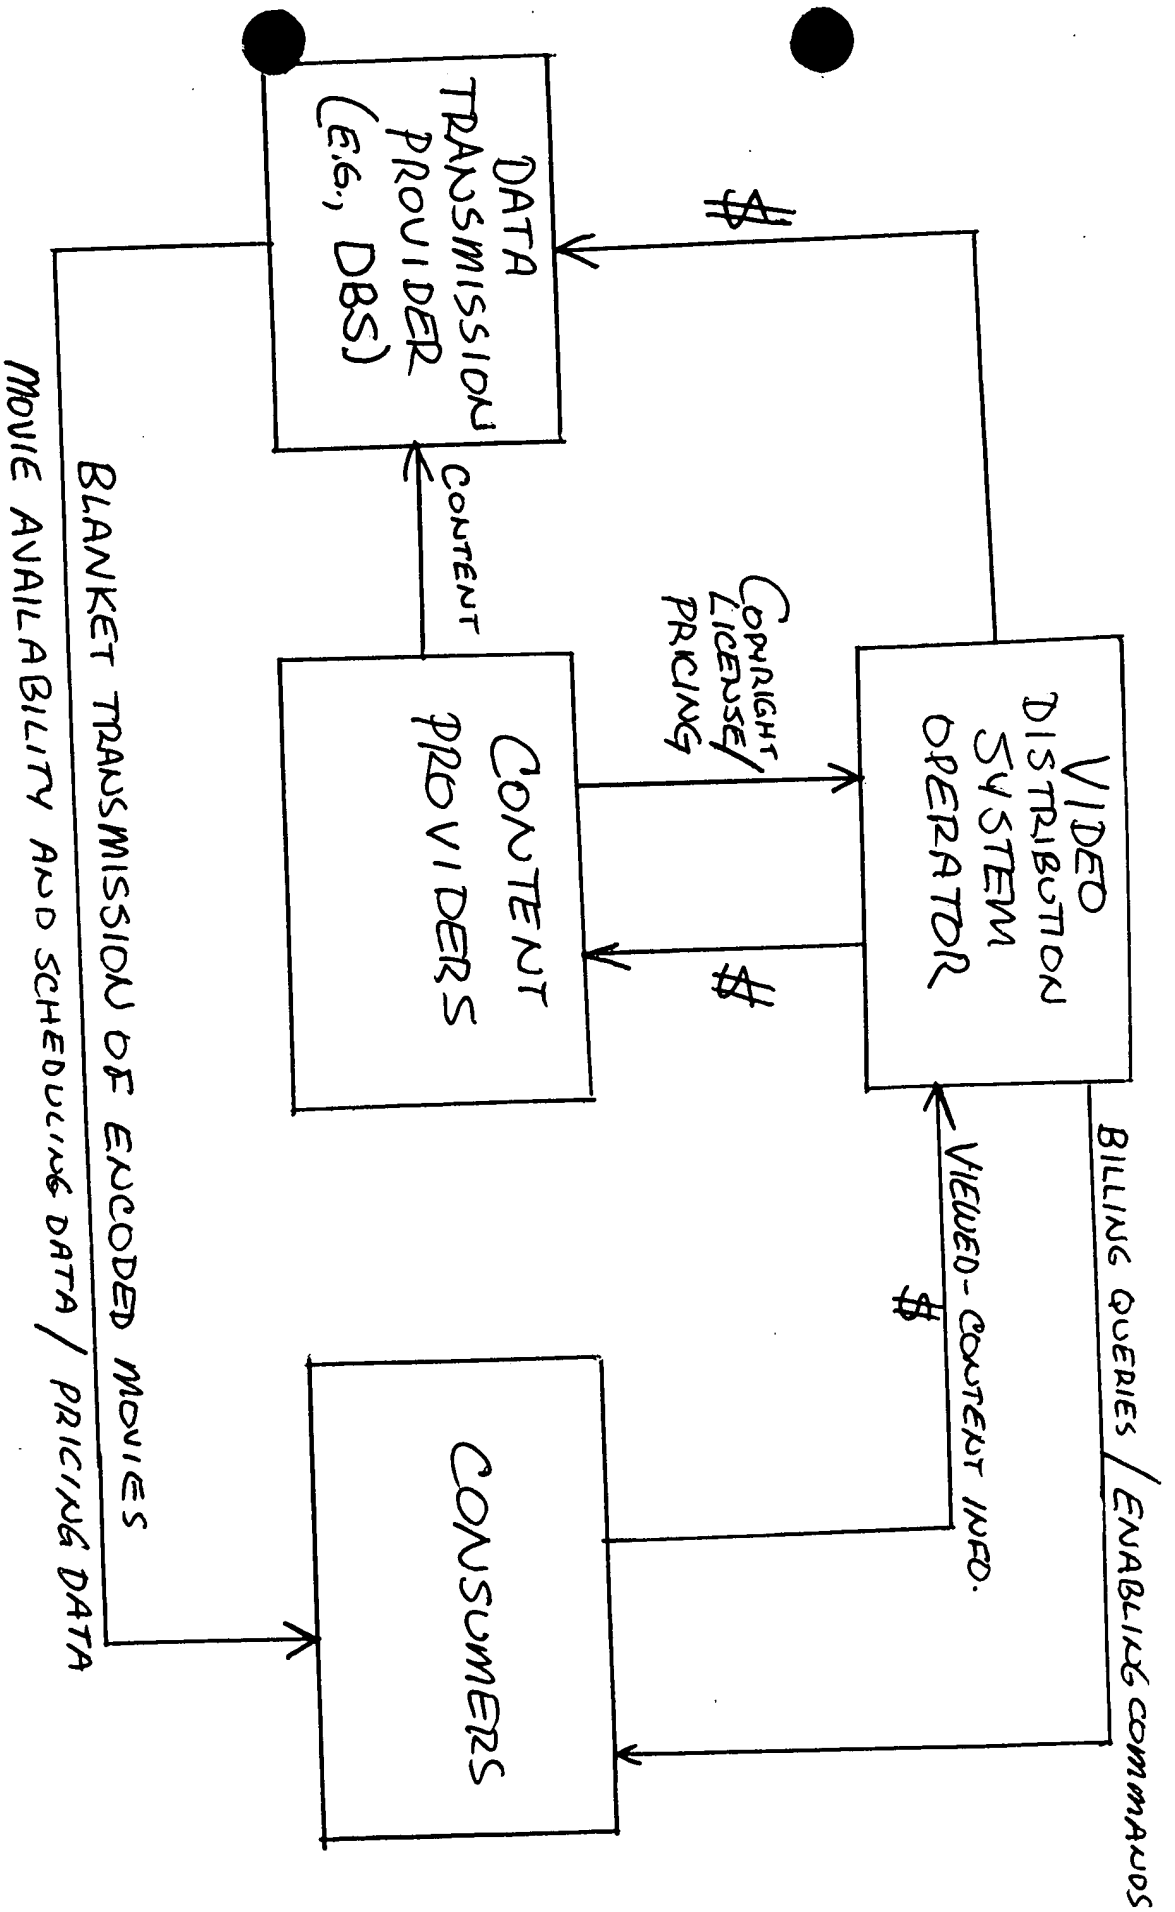 BILLING QUERIES / ENABLING COMMANDS
VIDEO
DISTRIBUTION
SYSTEM
OPERATOR
VIEWED-CONTENT INFO.
$
$
COPYRIGHT
LICENSE/
PRICING
$
DATA
TRANSMISSION
PROVIDER
(E.G., DBS)
CONTENT
CONTENT
PROVIDERS
CONSUMERS
BLANKET TRANSMISSION OF ENCODED MOVIES
MOVIE AVAILABILITY AND SCHEDULING DATA / PRICING DATA